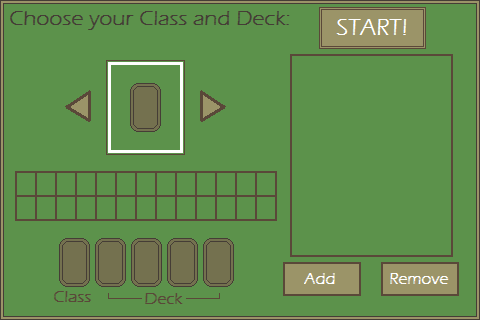 Choose your Class and Deck:
START!
Add
Remove
Class
Deck